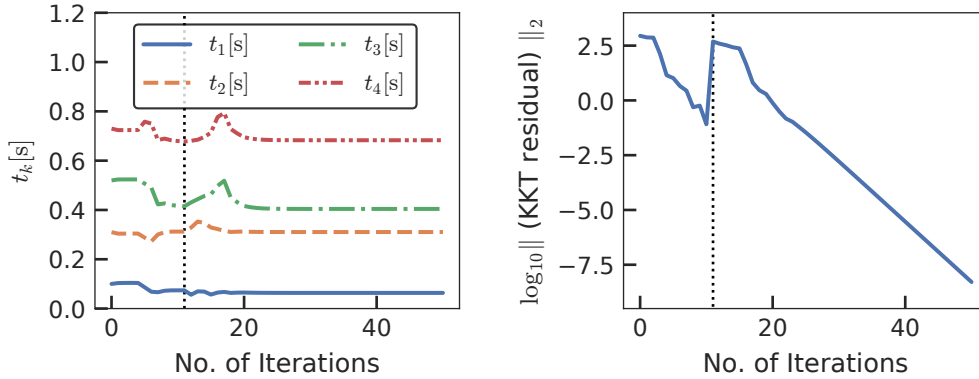 1.2
1.0
0.8
0.6
0.4
0.2
0.0
t_k[s]
t_1[s]
t_2[s]
t_3[s]
t_4[s]
0
20
40
No. of Iterations
2.5
0.0
−2.5
−5.0
−7.5
log_10 ‖ (KKT residual) ‖_2
0
20
40
No. of Iterations